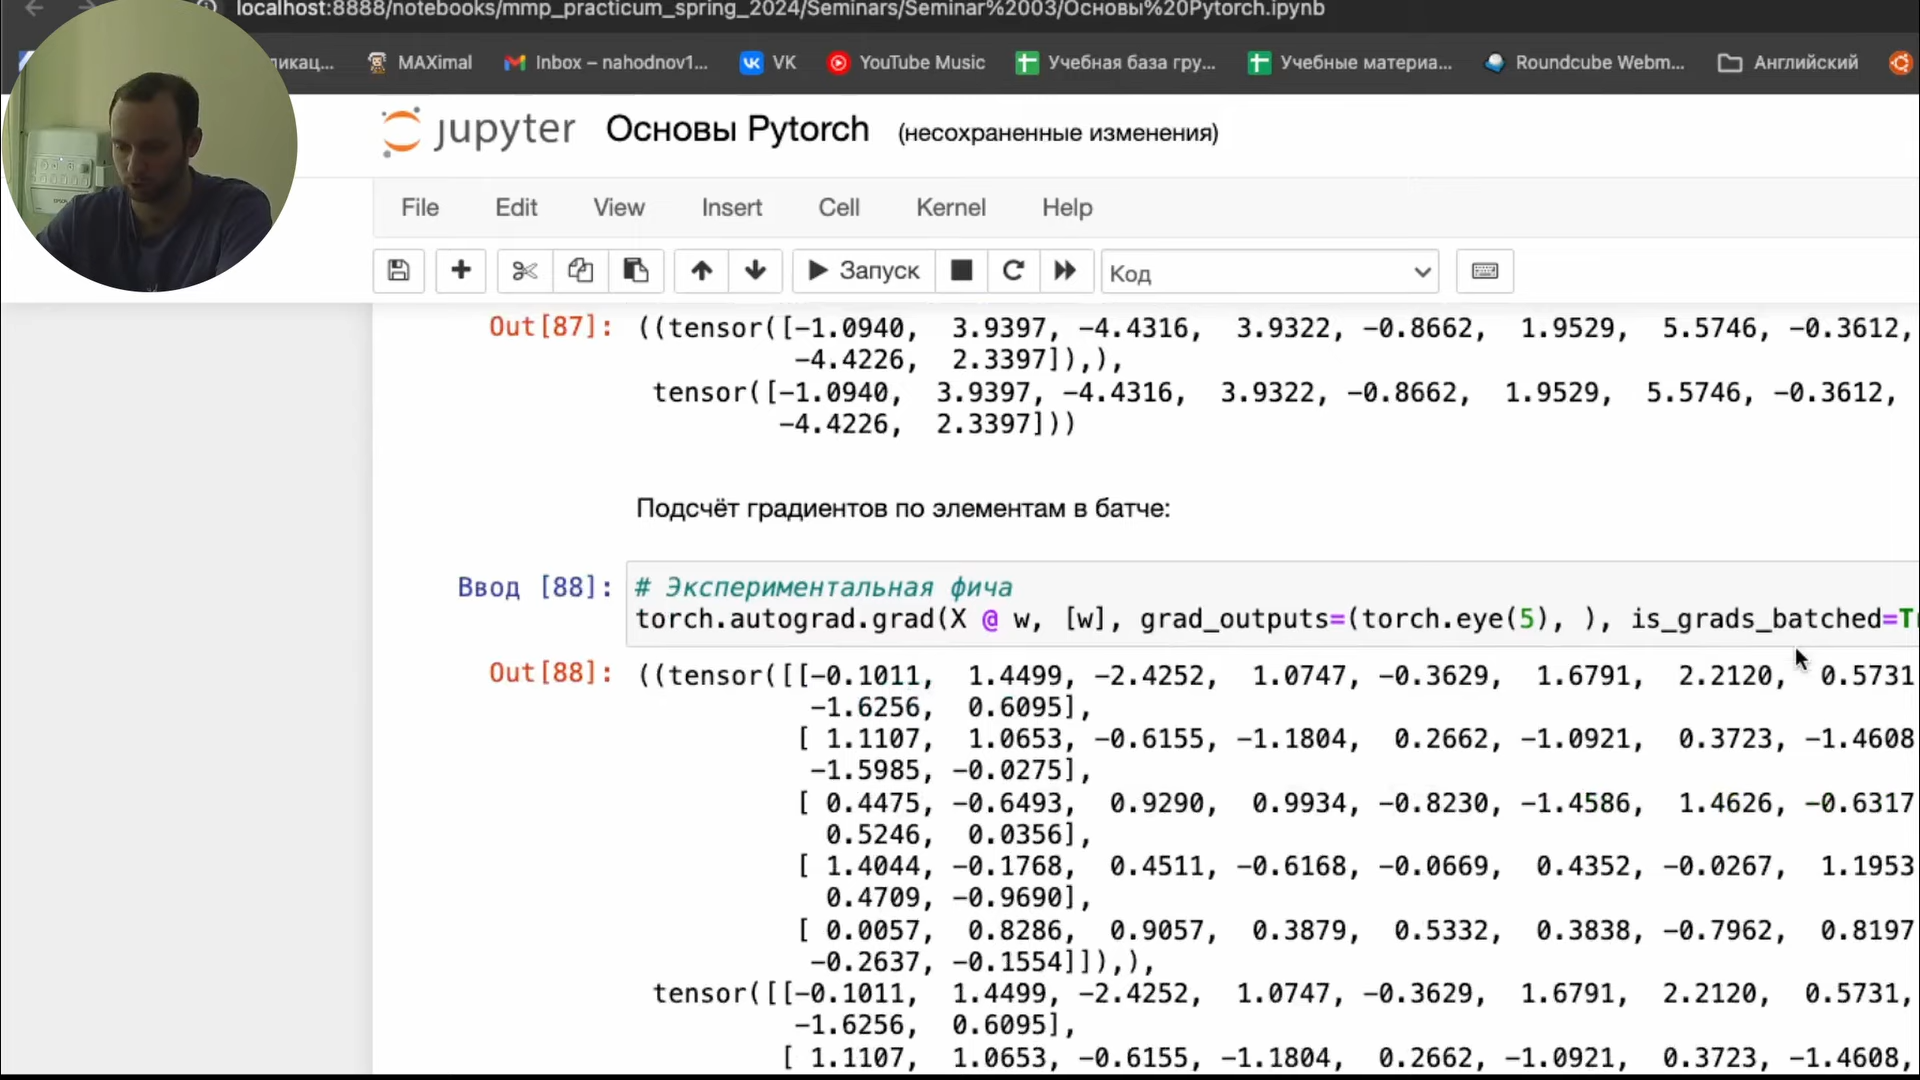 localhost:8888/notebooks/mmp_practicum_spring_2024/Seminars/Seminar%2003/Основы%20Pytorch.ipynb
ликац... MAXimal Inbox – nahodnov1... VK YouTube Music Учебная база гру... Учебные материа... Roundcube Webm... Английский
jupyter Основы Pytorch (несохраненные изменения)
File Edit View Insert Cell Kernel Help
Запуск Код
Out[87]: ((tensor([-1.0940, 3.9397, -4.4316, 3.9322, -0.8662, 1.9529, 5.5746, -0.3612,
-4.4226, 2.3397]),),
tensor([-1.0940, 3.9397, -4.4316, 3.9322, -0.8662, 1.9529, 5.5746, -0.3612,
-4.4226, 2.3397]))
Подсчёт градиентов по элементам в батче:
Ввод [88]: # Экспериментальная фича
torch.autograd.grad(X @ w, [w], grad_outputs=(torch.eye(5), ), is_grads_batched=Tr
Out[88]: ((tensor([[-0.1011, 1.4499, -2.4252, 1.0747, -0.3629, 1.6791, 2.2120, 0.5731
-1.6256, 0.6095],
[ 1.1107, 1.0653, -0.6155, -1.1804, 0.2662, -1.0921, 0.3723, -1.4608
-1.5985, -0.0275],
[ 0.4475, -0.6493, 0.9290, 0.9934, -0.8230, -1.4586, 1.4626, -0.6317
0.5246, 0.0356],
[ 1.4044, -0.1768, 0.4511, -0.6168, -0.0669, 0.4352, -0.0267, 1.1953
0.4709, -0.9690],
[ 0.0057, 0.8286, 0.9057, 0.3879, 0.5332, 0.3838, -0.7962, 0.8197
-0.2637, -0.1554]]),),
tensor([[-0.1011, 1.4499, -2.4252, 1.0747, -0.3629, 1.6791, 2.2120, 0.5731,
-1.6256, 0.6095],
[ 1.1107, 1.0653, -0.6155, -1.1804, 0.2662, -1.0921, 0.3723, -1.4608,